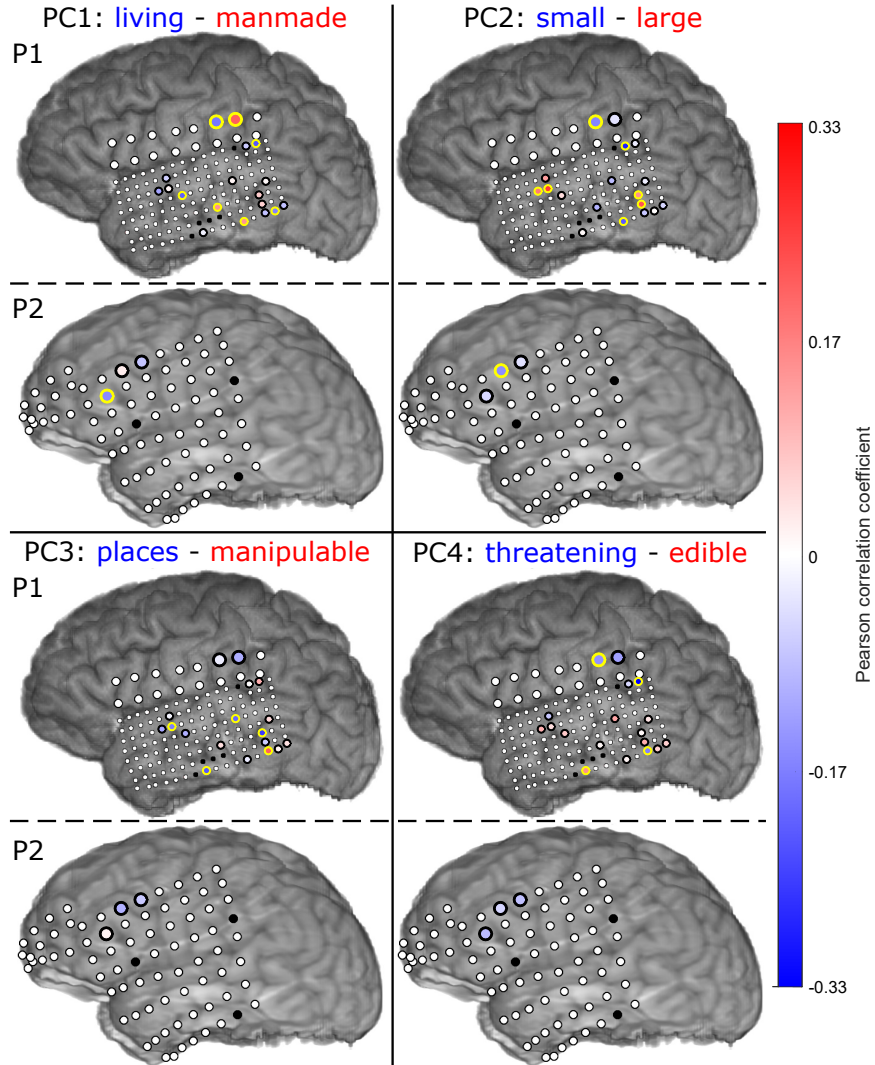 PC1: living - manmade
PC2: small - large
P1
P2
PC3: places - manipulable
PC4: threatening - edible
P1
P2
0.33
0.17
0
-0.17
-0.33
Pearson correlation coefficient